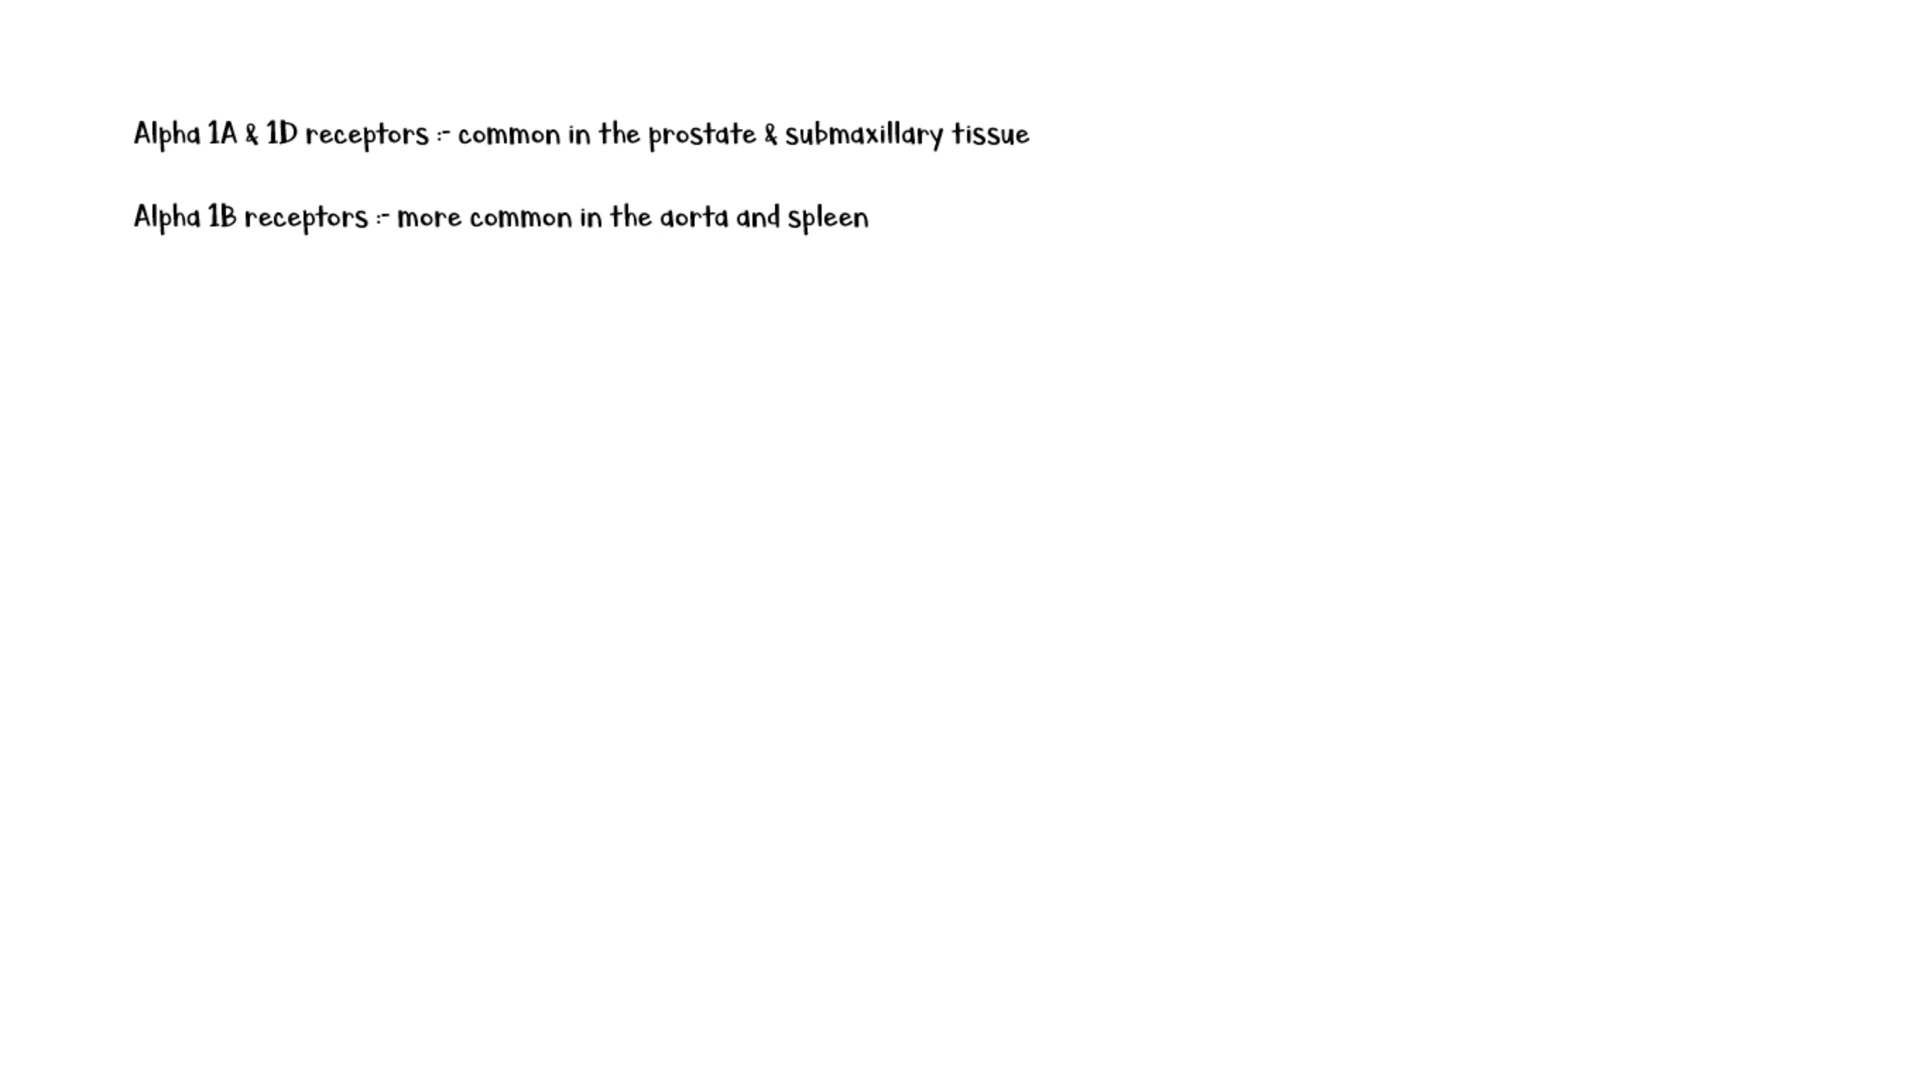 Alpha 1A & 1D receptors :- common in the prostate & submaxillary tissue
Alpha 1B receptors :- more common in the aorta and spleen